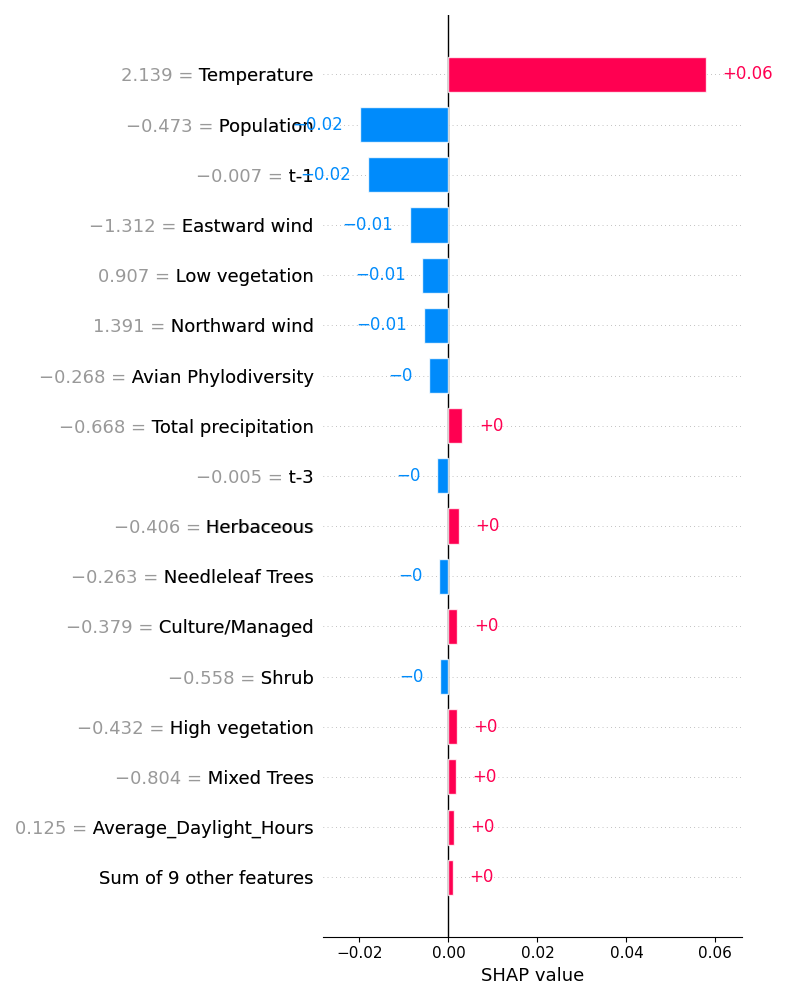 2.139 = Temperature +0.06
−0.473 = Population −0.02
−0.007 = t-1 −0.02
−1.312 = Eastward wind −0.01
0.907 = Low vegetation −0.01
1.391 = Northward wind −0.01
−0.268 = Avian Phylodiversity −0
−0.668 = Total precipitation +0
−0.005 = t-3 −0
−0.406 = Herbaceous +0
−0.263 = Needleleaf Trees −0
−0.379 = Culture/Managed +0
−0.558 = Shrub −0
−0.432 = High vegetation +0
−0.804 = Mixed Trees +0
0.125 = Average_Daylight_Hours +0
Sum of 9 other features +0
−0.02 0.00 0.02 0.04 0.06
SHAP value